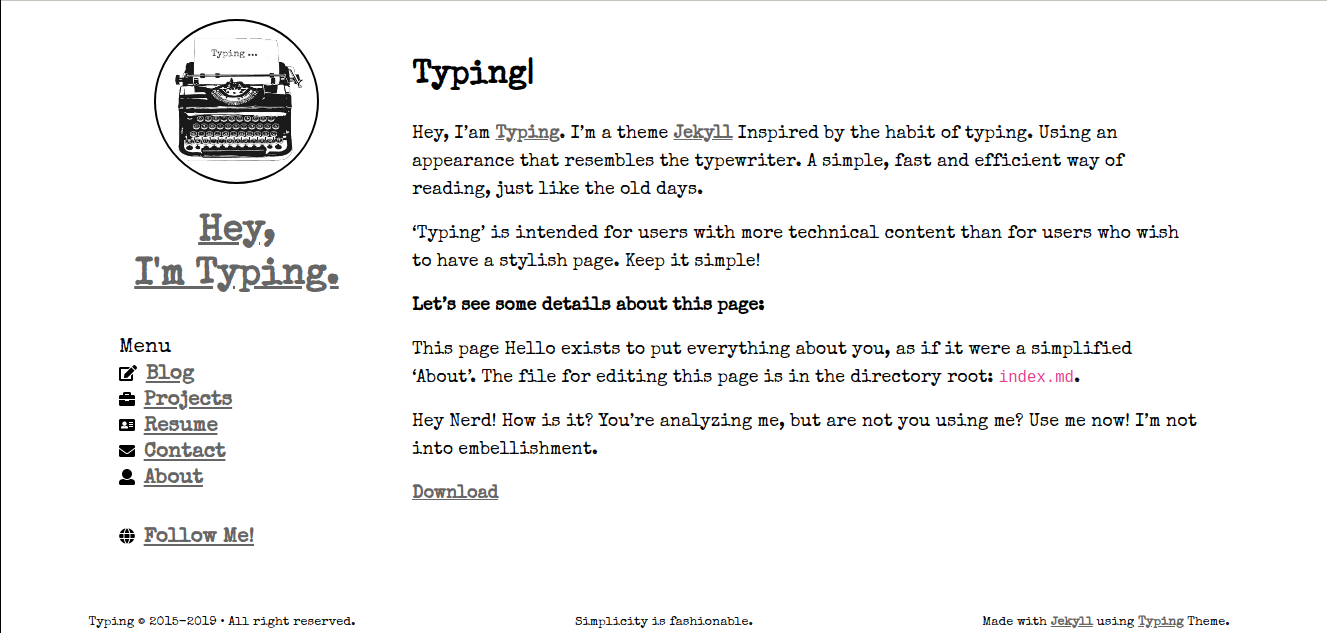 Typing ...
Hey,
I'm Typing.
Menu
Blog
Projects
Resume
Contact
About
Follow Me!
Typing|
Hey, I’am Typing. I’m a theme Jekyll Inspired by the habit of typing. Using an
appearance that resembles the typewriter. A simple, fast and efficient way of
reading, just like the old days.
‘Typing’ is intended for users with more technical content than for users who wish
to have a stylish page. Keep it simple!
Let’s see some details about this page:
This page Hello exists to put everything about you, as if it were a simplified
‘About’. The file for editing this page is in the directory root: index.md.
Hey Nerd! How is it? You’re analyzing me, but are not you using me? Use me now! I’m not
into embellishment.
Download
Typing © 2015-2019 • All right reserved.
Simplicity is fashionable.
Made with Jekyll using Typing Theme.